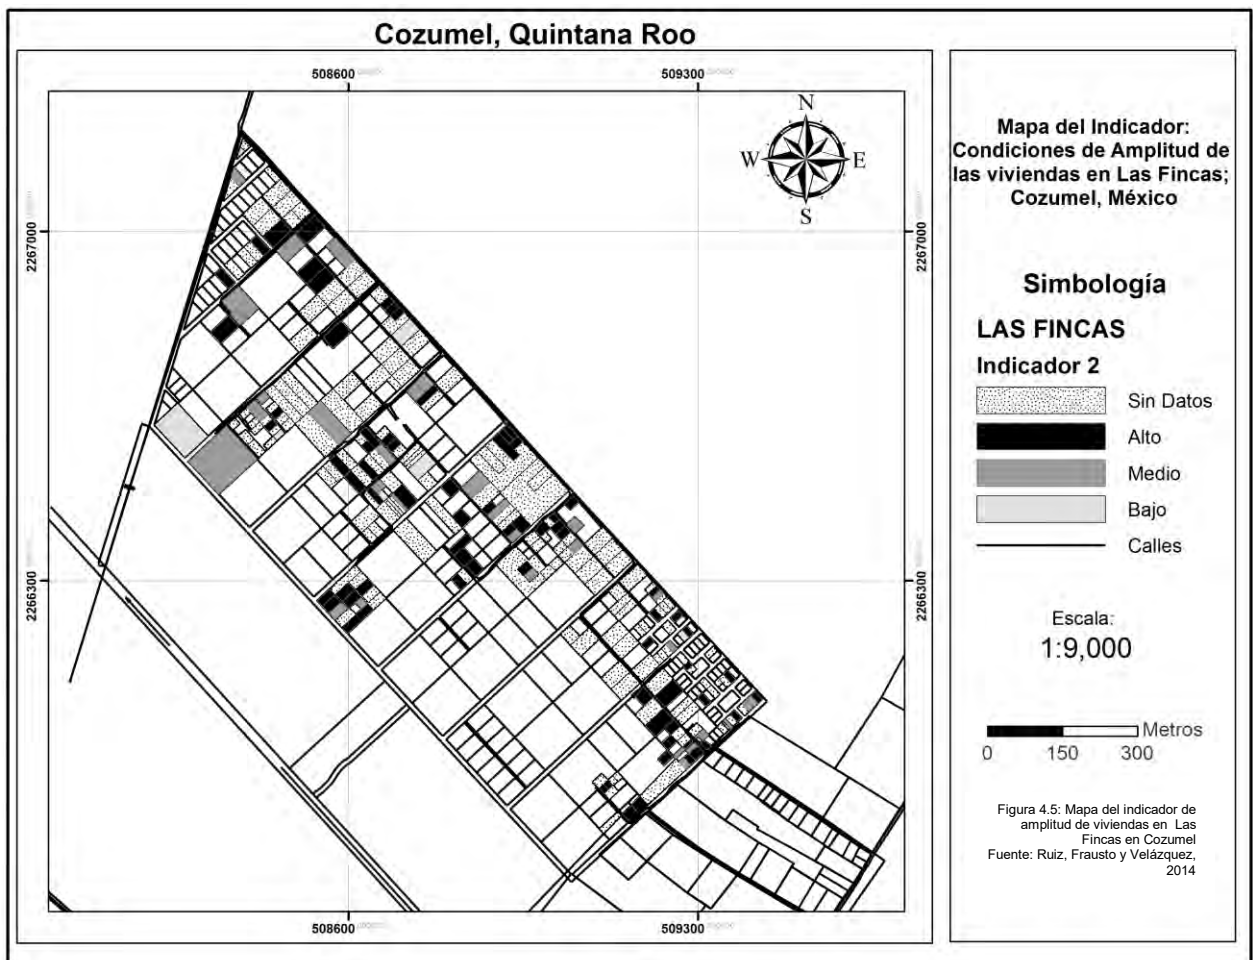 Cozumel, Quintana Roo
508600
509300
N
W
E
S
2267000
2267000
2266300
2266300
508600
509300
Mapa del Indicador:
Condiciones de Amplitud de
las viviendas en Las Fincas;
Cozumel, México
Simbología
LAS FINCAS
Indicador 2
Sin Datos
Alto
Medio
Bajo
Calles
Escala:
1:9,000
Metros
0 150 300
Figura 4.5: Mapa del indicador de
amplitud de viviendas en Las
Fincas en Cozumel
Fuente: Ruiz, Frausto y Velázquez,
2014